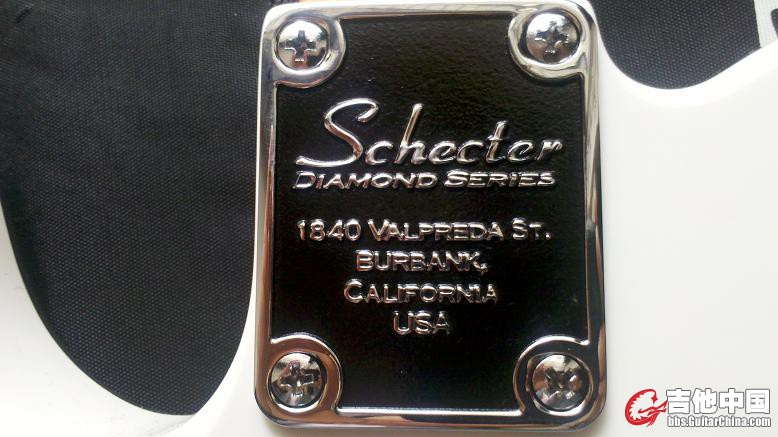 Schecter
DIAMOND SERIES
1840 VALPREDA ST.
BURBANK,
CALIFORNIA
USA
吉他中国
bbs.GuitarChina.com